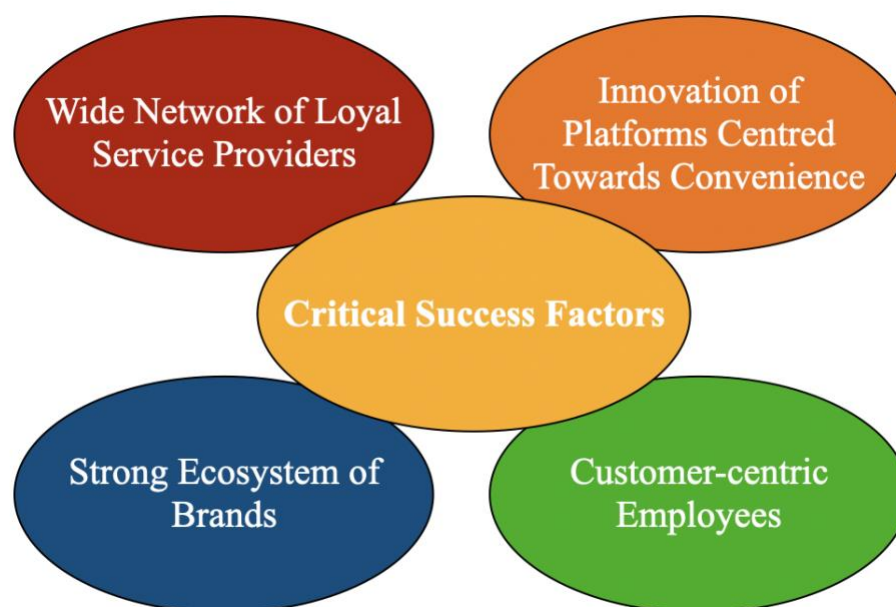 Wide Network of Loyal
Service Providers
Innovation of
Platforms Centred
Towards Convenience
Critical Success Factors
Strong Ecosystem of
Brands
Customer-centric
Employees